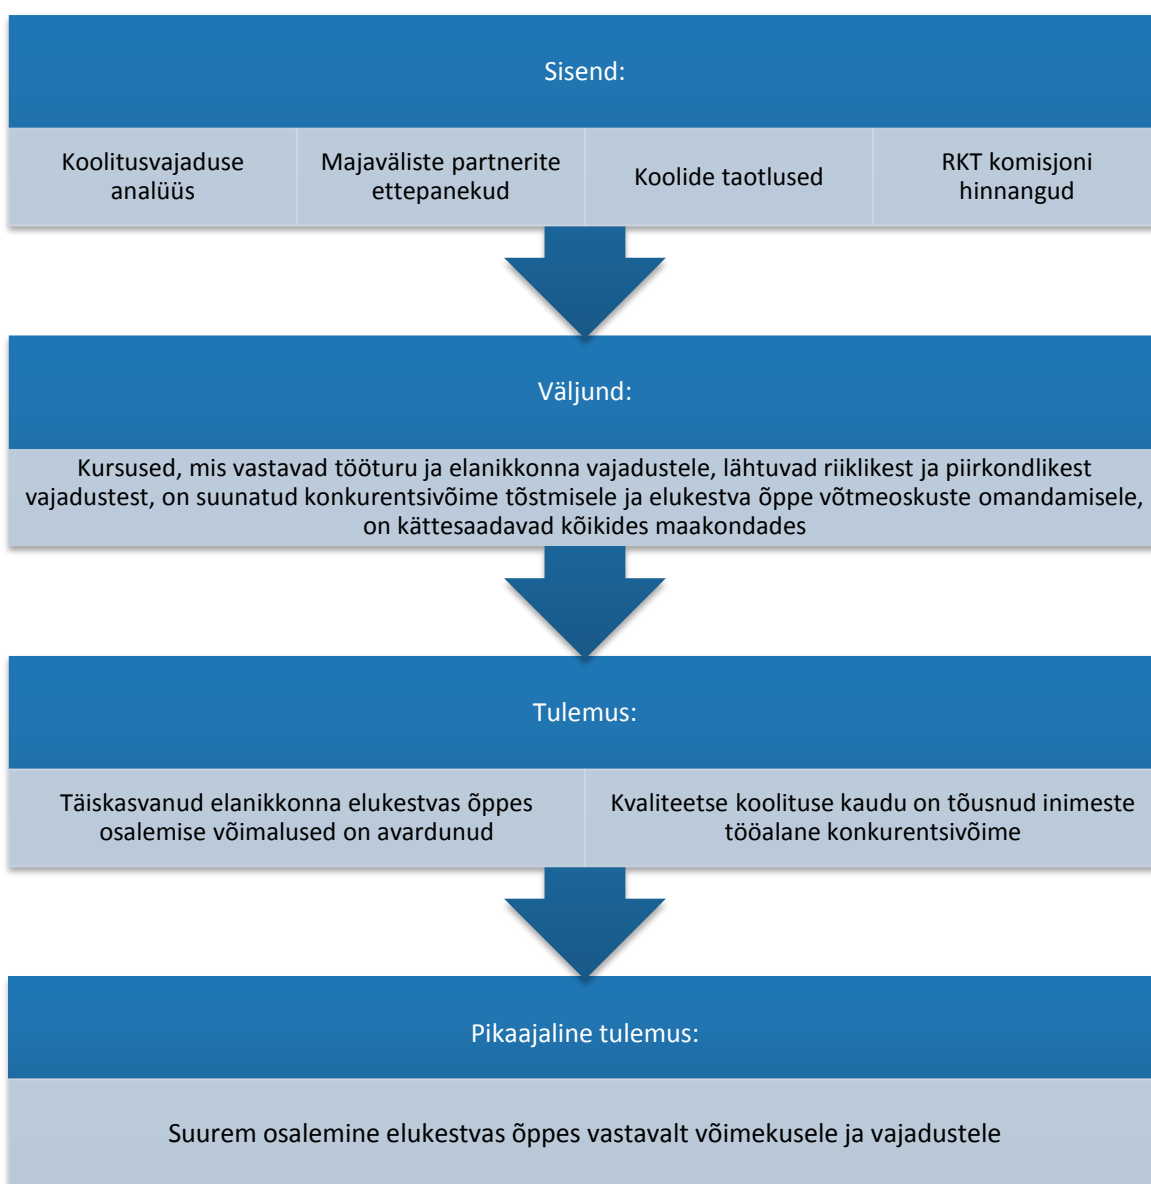 Sisend:
Koolitusvajaduse
analüüs
Majaväliste partnerite
ettepanekud
Koolide taotlused
RKT komisjoni
hinnangud
Väljund:
Kursused, mis vastavad tööturu ja elanikkonna vajadustele, lähtuvad riiklikest ja piirkondlikest
vajadustest, on suunatud konkurentsivõime tõstmisele ja elukestva õppe võtmeoskuste omandamisele,
on kättesaadavad kõikides maakondades
Tulemus:
Täiskasvanud elanikkonna elukestvas õppes
osalemise võimalused on avardunud
Kvaliteetse koolituse kaudu on tõusnud inimeste
tööalane konkurentsivõime
Pikaajaline tulemus:
Suurem osalemine elukestvas õppes vastavalt võimekusele ja vajadustele